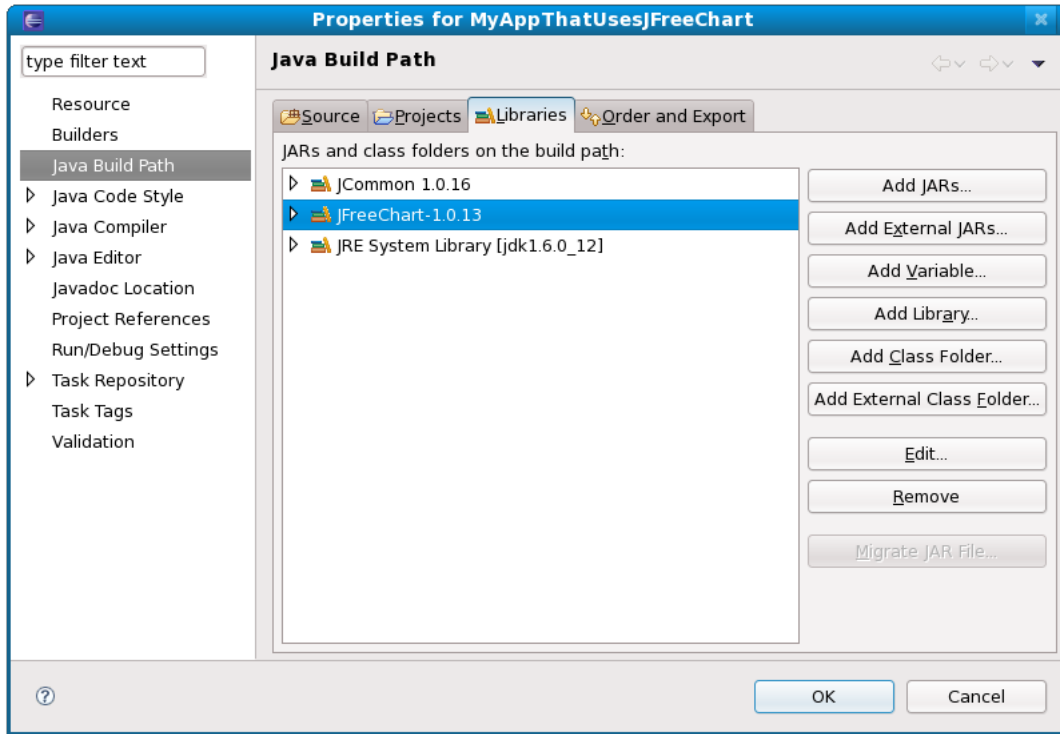 Properties for MyAppThatUsesJFreeChart
type filter text
Resource
Builders
Java Build Path
Java Code Style
Java Compiler
Java Editor
Javadoc Location
Project References
Run/Debug Settings
Task Repository
Task Tags
Validation
Java Build Path
Source Projects Libraries Order and Export
JARs and class folders on the build path:
JCommon 1.0.16
JFreeChart-1.0.13
JRE System Library [jdk1.6.0_12]
Add JARs...
Add External JARs...
Add Variable...
Add Library...
Add Class Folder...
Add External Class Folder...
Edit...
Remove
Migrate JAR File...
?
OK Cancel